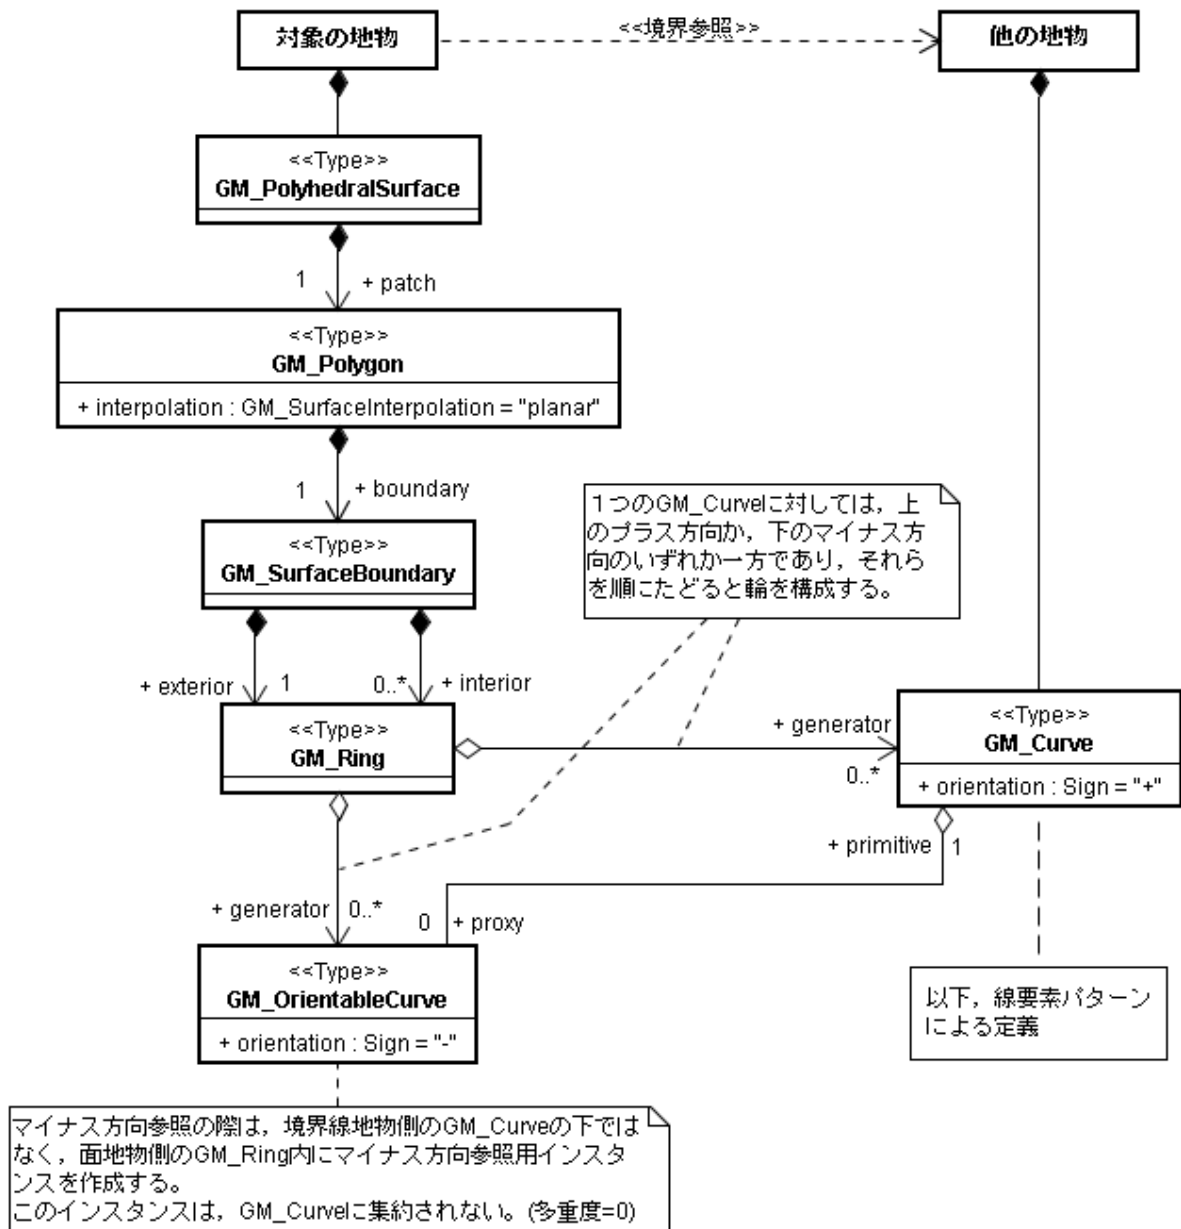 対象の地物
<<境界参照>>
他の地物
<<Type>>
GM_PolyhedralSurface
1
+ patch
<<Type>>
GM_Polygon
+ interpolation : GM_SurfaceInterpolation = "planar"
1
+ boundary
<<Type>>
GM_SurfaceBoundary
１つのGM_Curveに対しては，上
のプラス方向か，下のマイナス方
向のいずれか一方であり，それら
を順にたどると輪を構成する。
+ exterior
1
0..*
+ interior
<<Type>>
GM_Ring
+ generator
0..*
<<Type>>
GM_Curve
+ orientation : Sign = "+"
+ primitive
1
+ generator
0..*
0
+ proxy
<<Type>>
GM_OrientableCurve
+ orientation : Sign = "-"
以下，線要素パターン
による定義
マイナス方向参照の際は，境界線地物側のGM_Curveの下では
なく，面地物側のGM_Ring内にマイナス方向参照用インスタ
ンスを作成する。
このインスタンスは，GM_Curveに集約されない。(多重度=0)